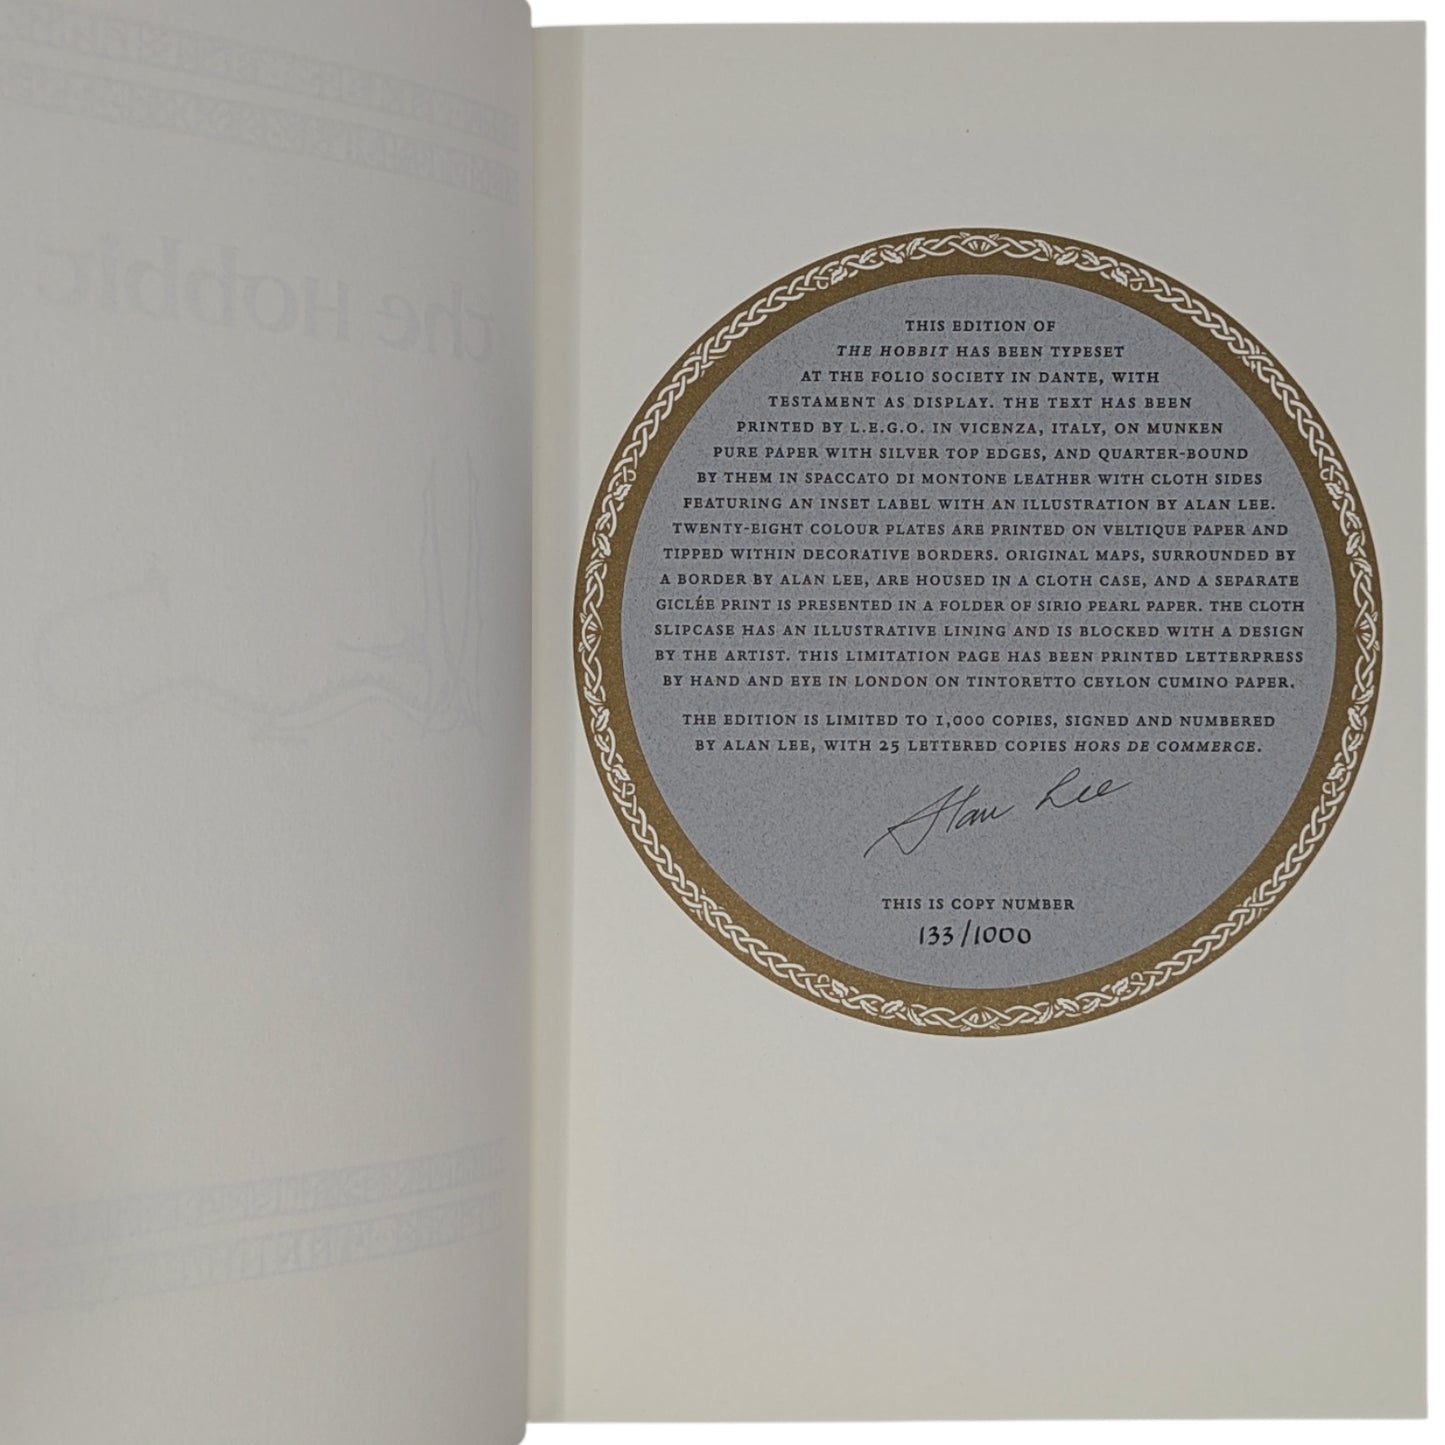 the Hobbit
THIS EDITION OF
THE HOBBIT HAS BEEN TYPESET
AT THE FOLIO SOCIETY IN DANTE, WITH
TESTAMENT AS DISPLAY. THE TEXT HAS BEEN
PRINTED BY L.E.G.O. IN VICENZA, ITALY, ON MUNKEN
PURE PAPER WITH SILVER TOP EDGES, AND QUARTER-BOUND
BY THEM IN SPACCATO DI MONTONE LEATHER WITH CLOTH SIDES
FEATURING AN INSET LABEL WITH AN ILLUSTRATION BY ALAN LEE.
TWENTY-EIGHT COLOUR PLATES ARE PRINTED ON VELTIQUE PAPER AND
TIPPED WITHIN DECORATIVE BORDERS. ORIGINAL MAPS, SURROUNDED BY
A BORDER BY ALAN LEE, ARE HOUSED IN A CLOTH CASE, AND A SEPARATE
GICLÉE PRINT IS PRESENTED IN A FOLDER OF SIRIO PEARL PAPER. THE CLOTH
SLIPCASE HAS AN ILLUSTRATIVE LINING AND IS BLOCKED WITH A DESIGN
BY THE ARTIST. THIS LIMITATION PAGE HAS BEEN PRINTED LETTERPRESS
BY HAND AND EYE IN LONDON ON TINTORETTO CEYLON CUMINO PAPER.
THE EDITION IS LIMITED TO 1,000 COPIES, SIGNED AND NUMBERED
BY ALAN LEE, WITH 25 LETTERED COPIES HORS DE COMMERCE.
Alan Lee
THIS IS COPY NUMBER
133/1000